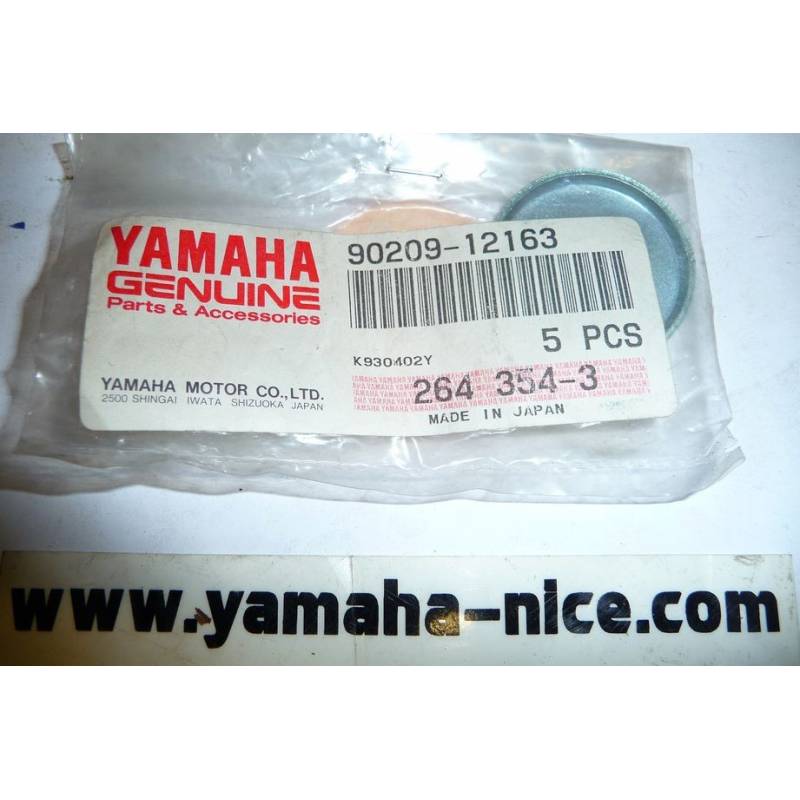 YAMAHA
GENUINE
Parts & Accessories
YAMAHA MOTOR CO.,LTD.
2500 SHINGAI IWATA SHIZUOKA JAPAN
90209-12163
5 PCS
K930402Y
264 354-3
MADE IN JAPAN
www.yamaha-nice.com